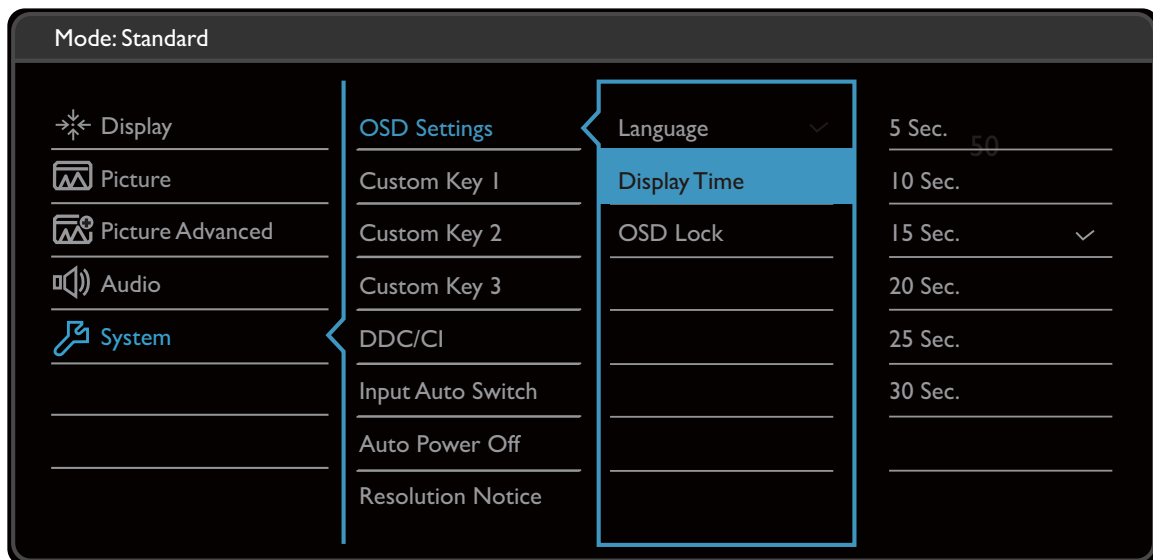 Mode: Standard
Display
Picture
Picture Advanced
Audio
System
OSD Settings
Custom Key 1
Custom Key 2
Custom Key 3
DDC/CI
Input Auto Switch
Auto Power Off
Resolution Notice
Language
Display Time
OSD Lock
5 Sec.
50
10 Sec.
15 Sec.
20 Sec.
25 Sec.
30 Sec.